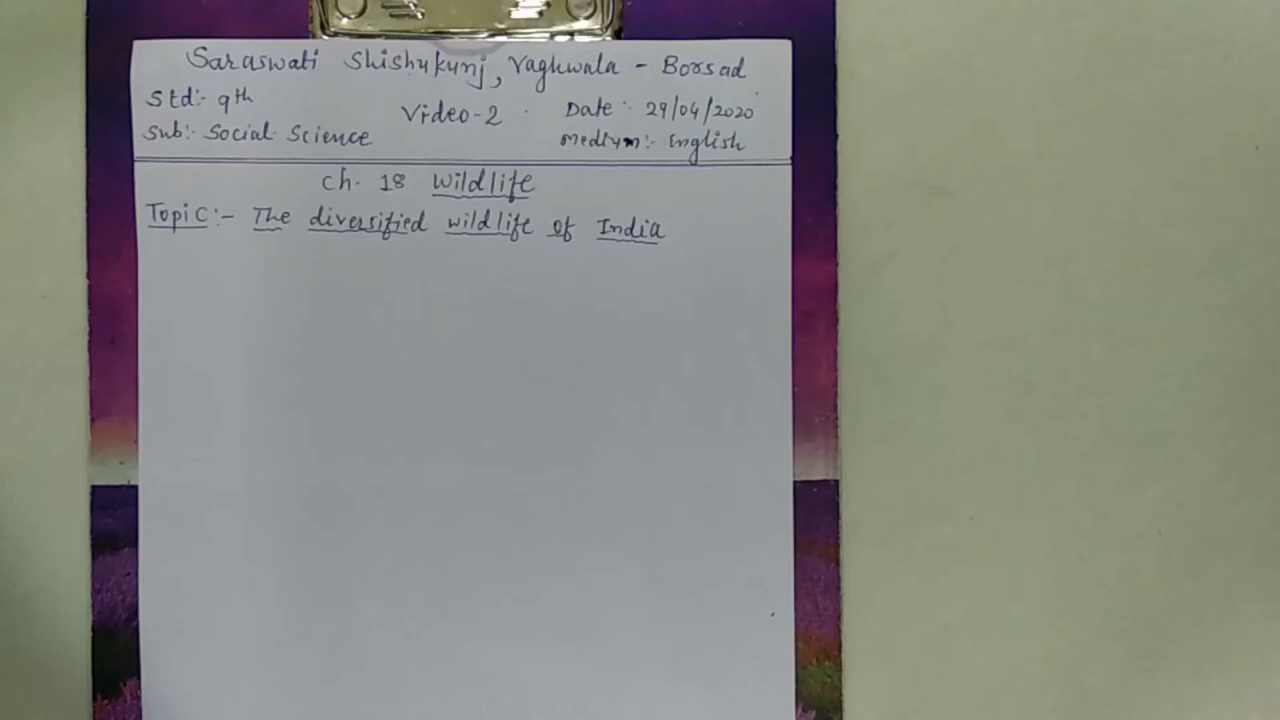 Saraswati Shishukunj, Vaghwala - Borsad
Std:- 9th
Video-2
Date:- 29/04/2020
Sub:- Social Science
Medium:- English
Ch. 18 Wildlife
Topic:- The diversified wildlife of India